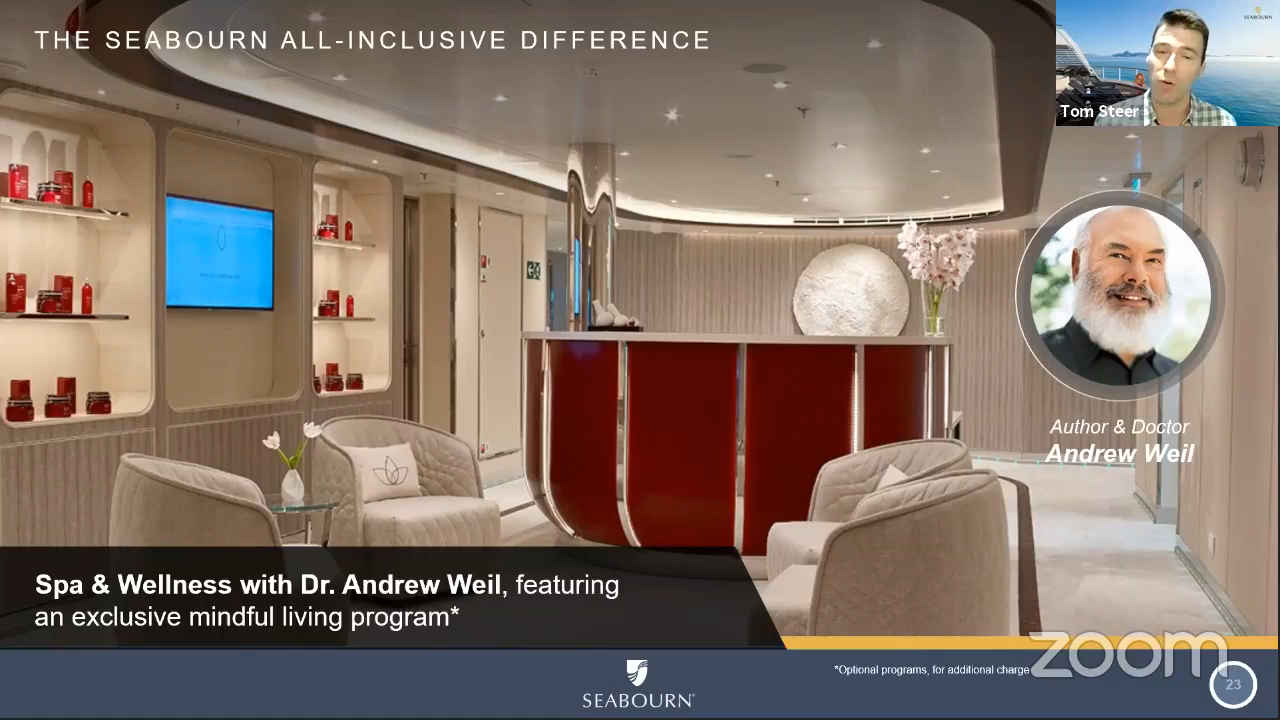 THE SEABOURN ALL-INCLUSIVE DIFFERENCE
SEABOURN
Tom Steer
Author & Doctor
Andrew Weil
Spa & Wellness with Dr. Andrew Weil, featuring
an exclusive mindful living program*
*Optional programs, for additional charge
zoom
SEABOURN®
23